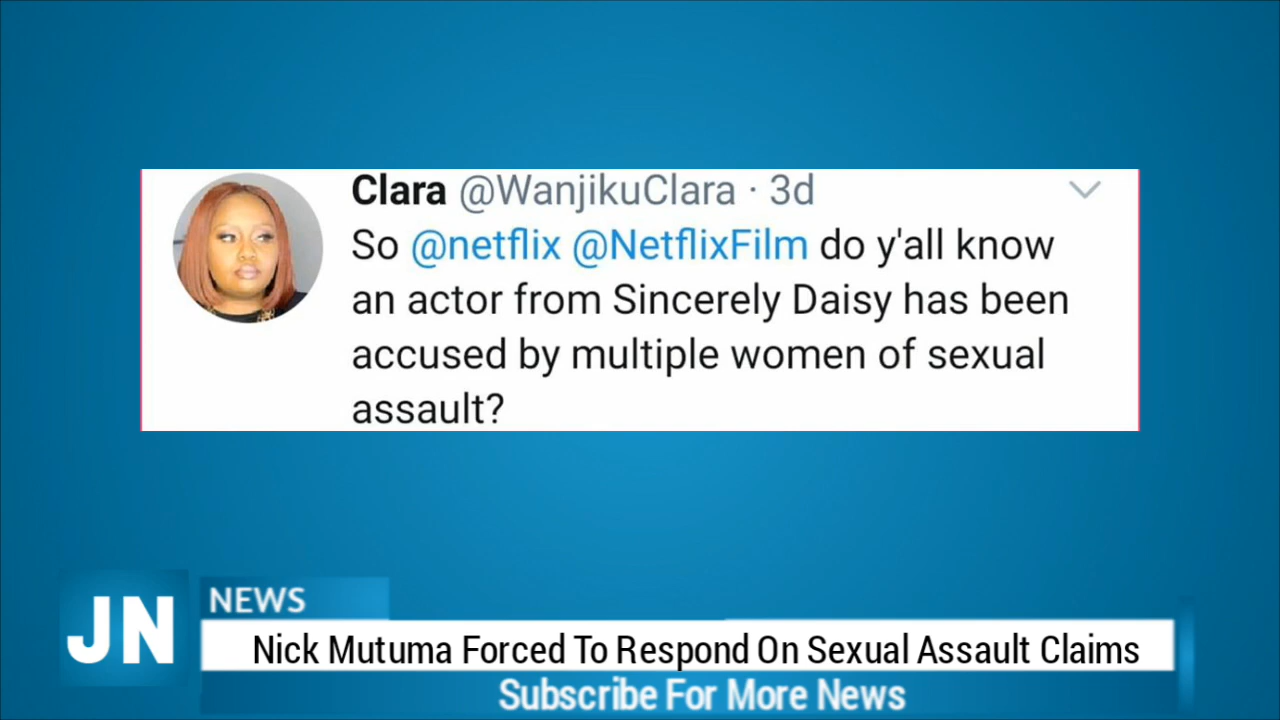 Clara @WanjikuClara · 3d
So @netflix @NetflixFilm do y'all know
an actor from Sincerely Daisy has been
accused by multiple women of sexual
assault?
JN
NEWS
Nick Mutuma Forced To Respond On Sexual Assault Claims
Subscribe For More News